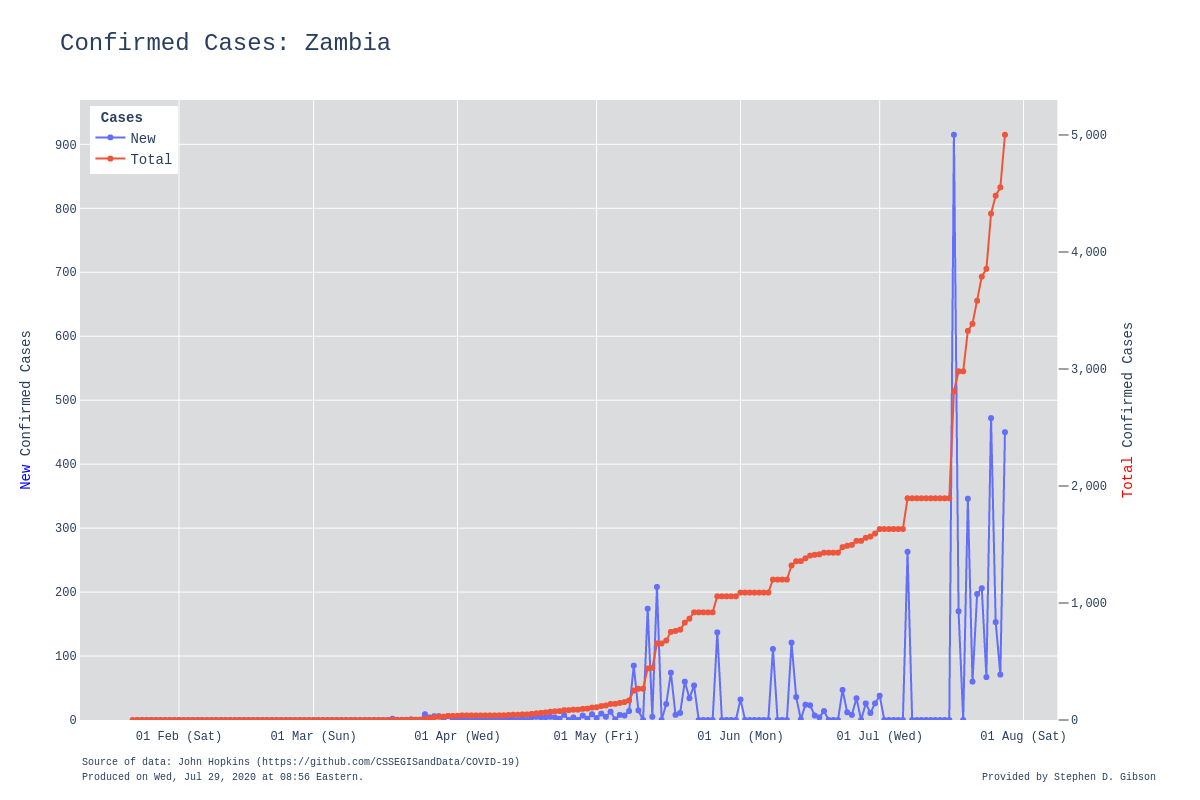 Confirmed Cases: Zambia
Cases
New
Total
900
800
700
600
500
400
300
200
100
0
5,000
4,000
3,000
2,000
1,000
0
New Confirmed Cases
Total Confirmed Cases
01 Feb (Sat)
01 Mar (Sun)
01 Apr (Wed)
01 May (Fri)
01 Jun (Mon)
01 Jul (Wed)
01 Aug (Sat)
Source of data: John Hopkins (https://github.com/CSSEGISandData/COVID-19)
Produced on Wed, Jul 29, 2020 at 08:56 Eastern.
Provided by Stephen D. Gibson